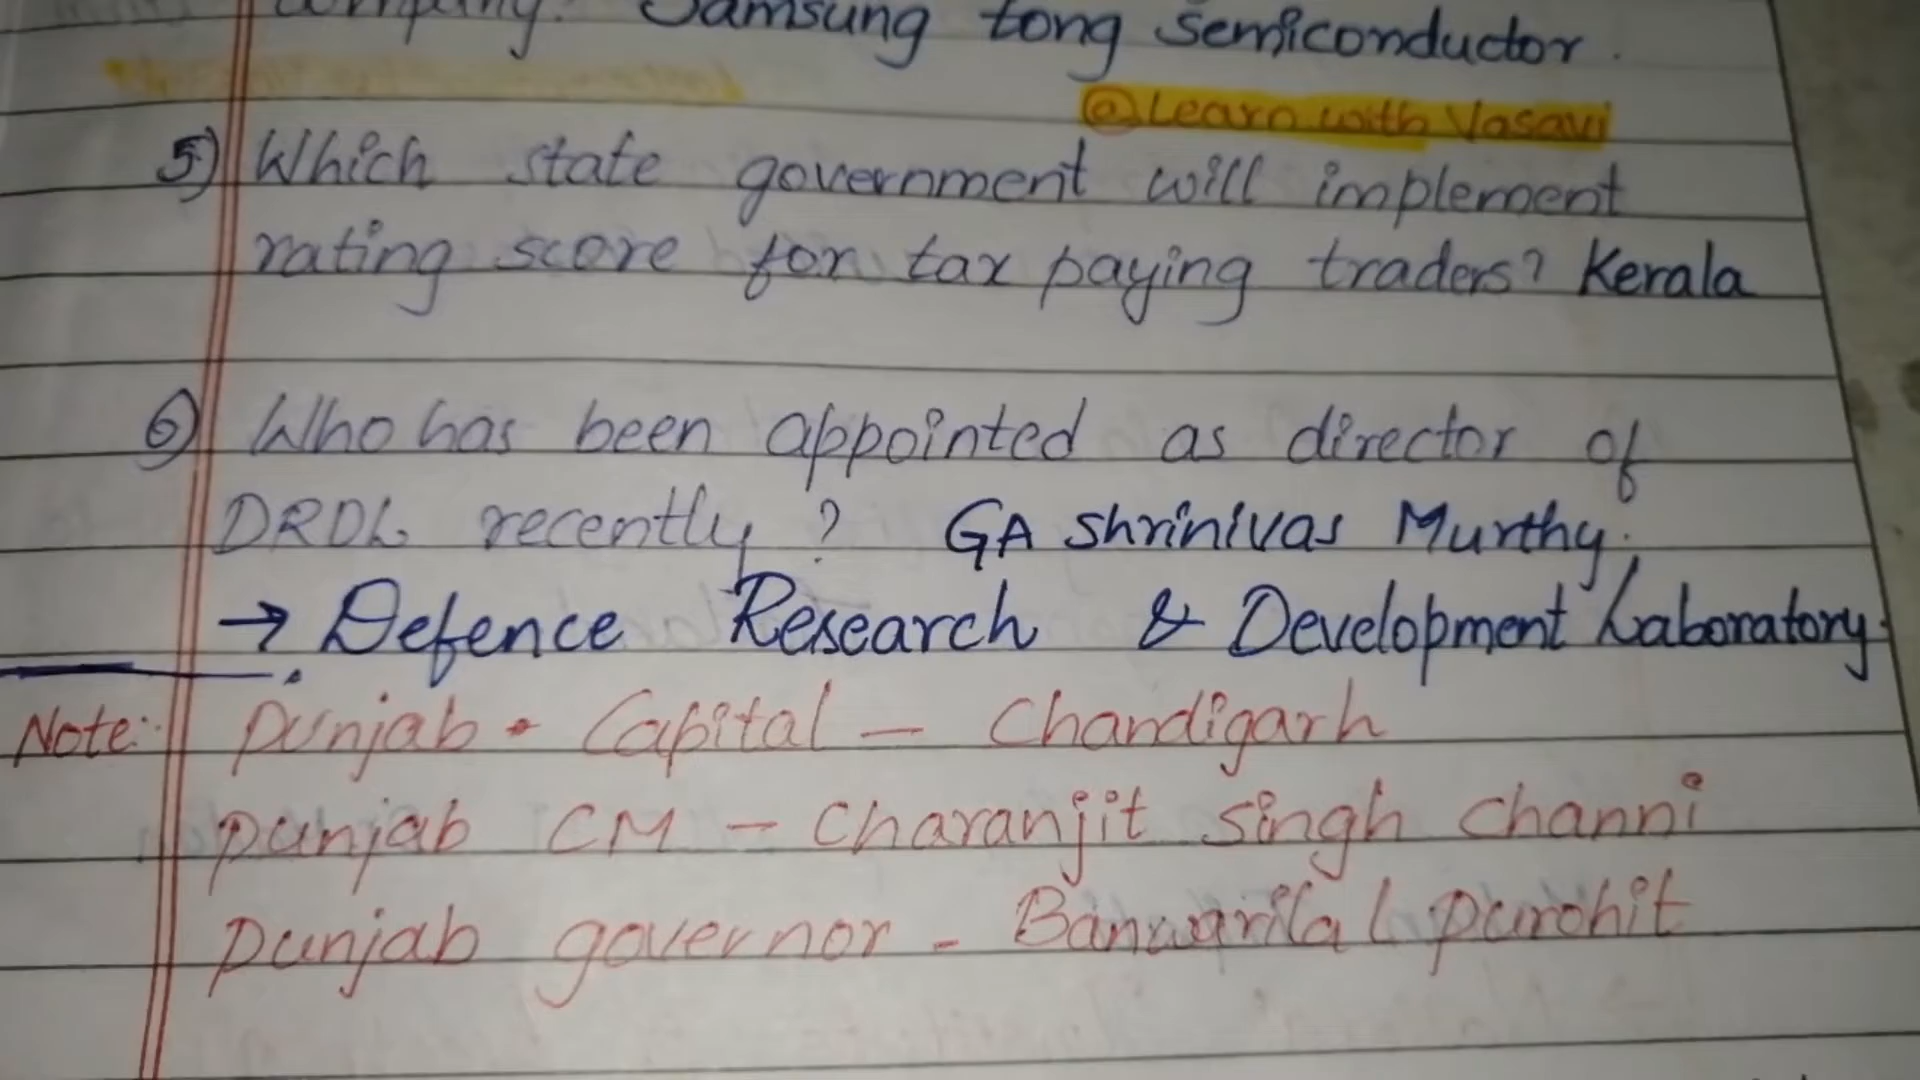 company? Samsung tong semiconductor.
@Learn with Vasavi
5) Which state government will implement
rating score for tax paying traders? Kerala
6) Who has been appointed as director of
DRDL recently? GA Shrinivas Murthy.
→ Defence Research & Development Laboratory.
Note: Punjab - Capital - Chandigarh
punjab CM - Charanjit singh channi
punjab governor - Banwarilal purohit